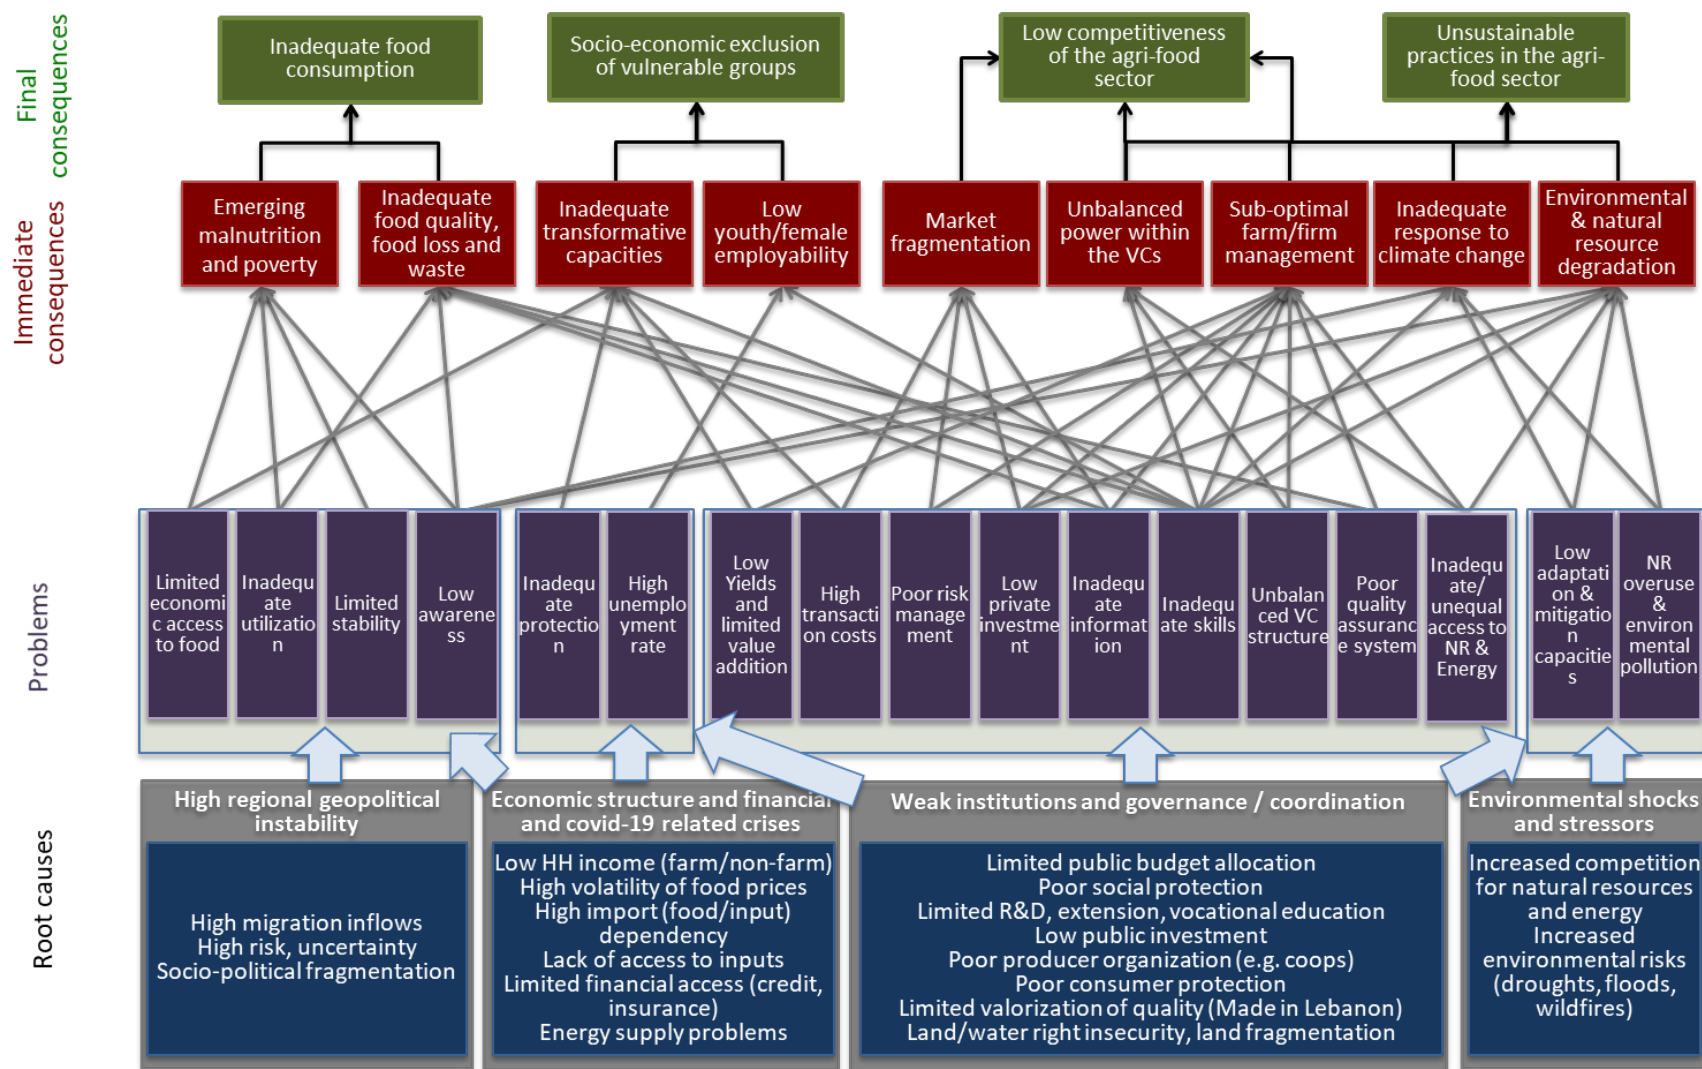 Final
consequences
Inadequate food
consumption
Socio-economic exclusion
of vulnerable groups
Low competitiveness
of the agri-food
sector
Unsustainable
practices in the agri-
food sector
Immediate
consequences
Emerging
malnutrition
and poverty
Inadequate
food quality,
food loss and
waste
Inadequate
transformative
capacities
Low
youth/female
employability
Market
fragmentation
Unbalanced
power within
the VCs
Sub-optimal
farm/firm
management
Inadequate
response to
climate change
Environmental
& natural
resource
degradation
Problems
Limited
economi
c access
to food
Inadequ
ate
utilizatio
n
Limited
stability
Low
awarene
ss
Inadequ
ate
protectio
n
High
unemplo
yment
rate
Low
Yields and
limited
value
addition
High
transacti
on costs
Poor risk
manage
ment
Low
private
investme
nt
Inadequ
ate
informat
ion
Inadequ
ate skills
Unbalan
ced VC
structure
Poor
quality
assuranc
e system
Inadequ
ate/
unequal
access to
NR &
Energy
Low
adaptati
on &
mitigatio
n
capacitie
s
NR
overuse
& environ
mental
pollution
Root causes
High regional geopolitical
instability
High migration inflows
High risk, uncertainty
Socio-political fragmentation
Economic structure and financial
and covid-19 related crises
Low HH income (farm/non-farm)
High volatility of food prices
High import (food/input)
dependency
Lack of access to inputs
Limited financial access (credit,
insurance)
Energy supply problems
Weak institutions and governance / coordination
Limited public budget allocation
Poor social protection
Limited R&D, extension, vocational education
Low public investment
Poor producer organization (e.g. coops)
Poor consumer protection
Limited valorization of quality (Made in Lebanon)
Land/water right insecurity, land fragmentation
Environmental shocks
and stressors
Increased competition
for natural resources
and energy
Increased
environmental risks
(droughts, floods,
wildfires)